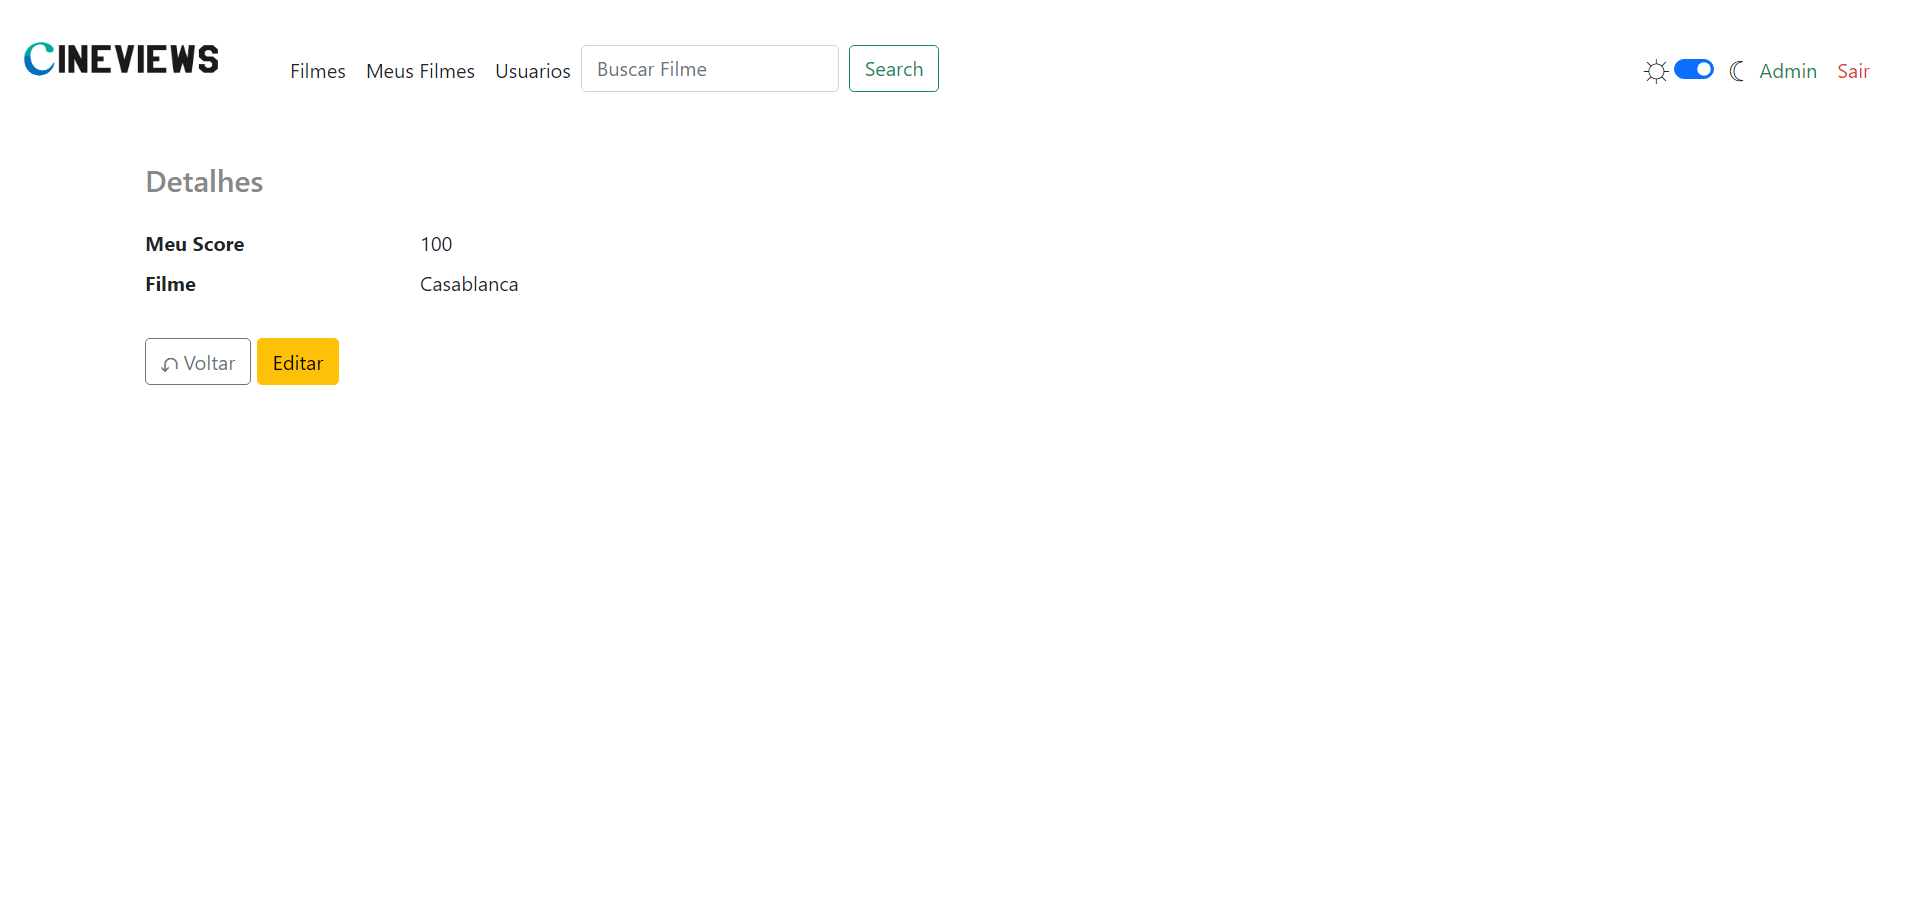 CINEVIEWS Filmes Meus Filmes Usuarios Buscar Filme Search Admin Sair
Detalhes
Meu Score 100
Filme Casablanca
Voltar Editar